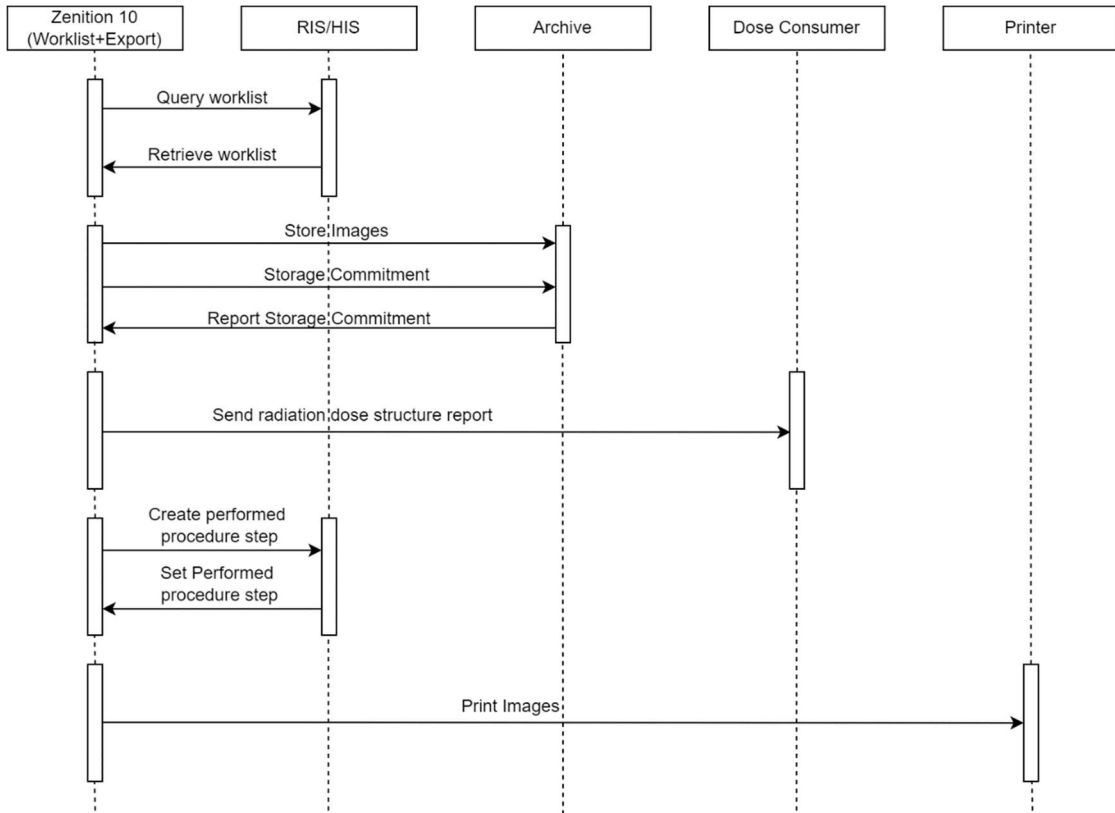 Zenition 10
(Worklist+Export)
RIS/HIS
Archive
Dose Consumer
Printer
Query worklist
Retrieve worklist
Store Images
Storage Commitment
Report Storage Commitment
Send radiation dose structure report
Create performed
procedure step
Set Performed
procedure step
Print Images